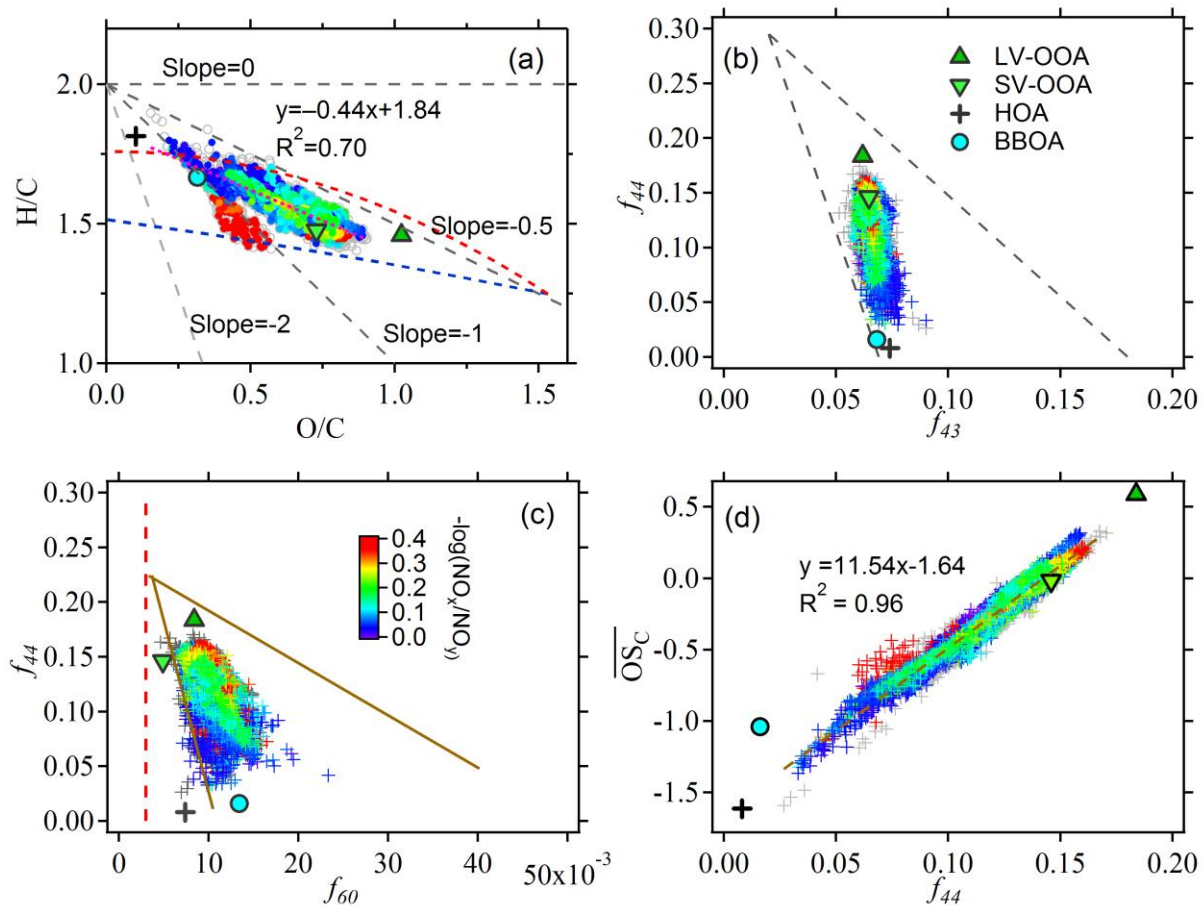 (a)
Slope=0
y=–0.44x+1.84
R²=0.70
Slope=-0.5
Slope=-1
Slope=-2
H/C
2.0
1.5
1.0
0.0 0.5 1.0 1.5
O/C
(b)
LV-OOA
SV-OOA
HOA
BBOA
f44
0.30
0.25
0.20
0.15
0.10
0.05
0.00
0.00 0.05 0.10 0.15 0.20
f43
(c)
0.4
0.3
0.2
0.1
0.0
-log(NOx/NOy)
f44
0.30
0.25
0.20
0.15
0.10
0.05
0.00
0 10 20 30 40 50x10⁻³
f60
(d)
y =11.54x-1.64
R² = 0.96
OSC
0.5
0.0
-0.5
-1.0
-1.5
0.00 0.05 0.10 0.15 0.20
f44